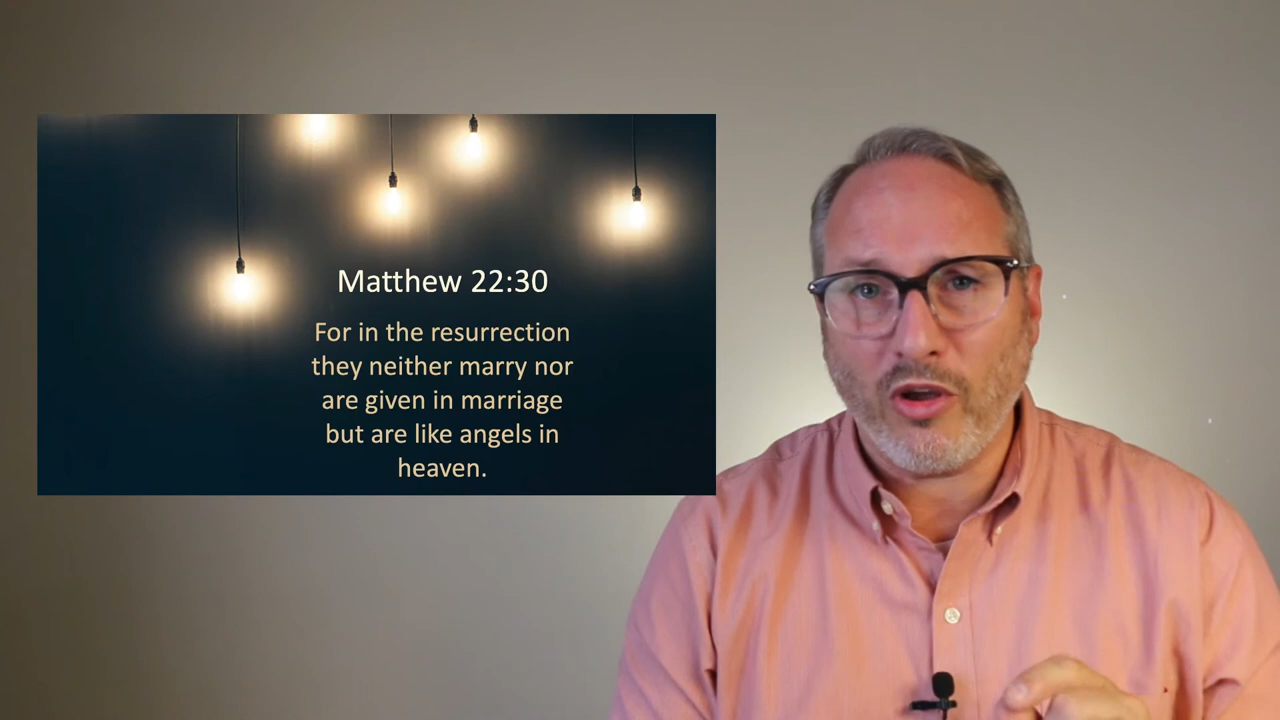 Matthew 22:30
For in the resurrection
they neither marry nor
are given in marriage
but are like angels in
heaven.